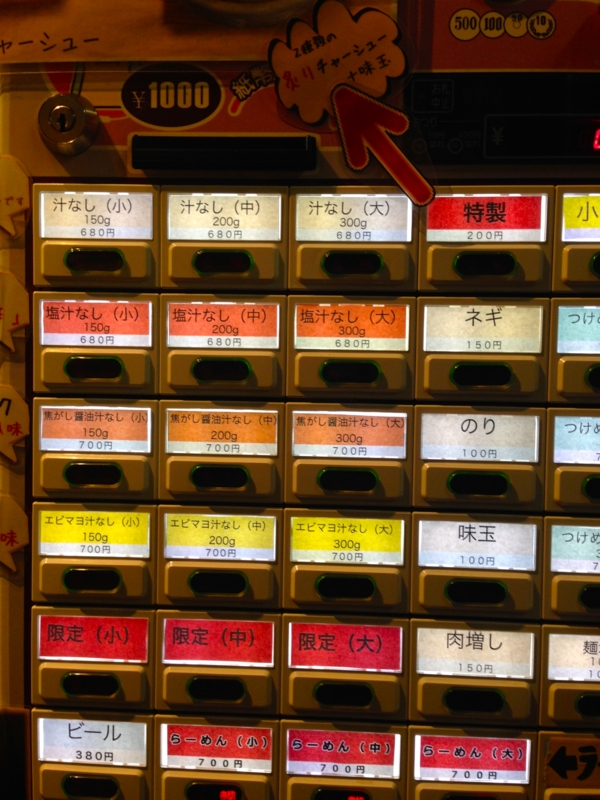 ャーシュー
500 100 50 10
2種類の
炙りチャーシュー
+味玉
¥1000
¥
汁なし（小）
150g
680円
汁なし（中）
200g
680円
汁なし（大）
300g
680円
特製
200円
小
塩汁なし（小）
150g
680円
塩汁なし（中）
200g
680円
塩汁なし（大）
300g
680円
ネギ
150円
つけ
焦がし醤油汁なし（小）
150g
700円
焦がし醤油汁なし（中）
200g
700円
焦がし醤油汁なし（大）
300g
700円
のり
100円
つけ
エビマヨ汁なし（小）
150g
700円
エビマヨ汁なし（中）
200g
700円
エビマヨ汁なし（大）
300g
700円
味玉
100円
つけめ
限定（小）
限定（中）
限定（大）
肉増し
150円
麺
ビール
380円
らーめん（小）
700円
らーめん（中）
700円
らーめん（大）
700円
ラー